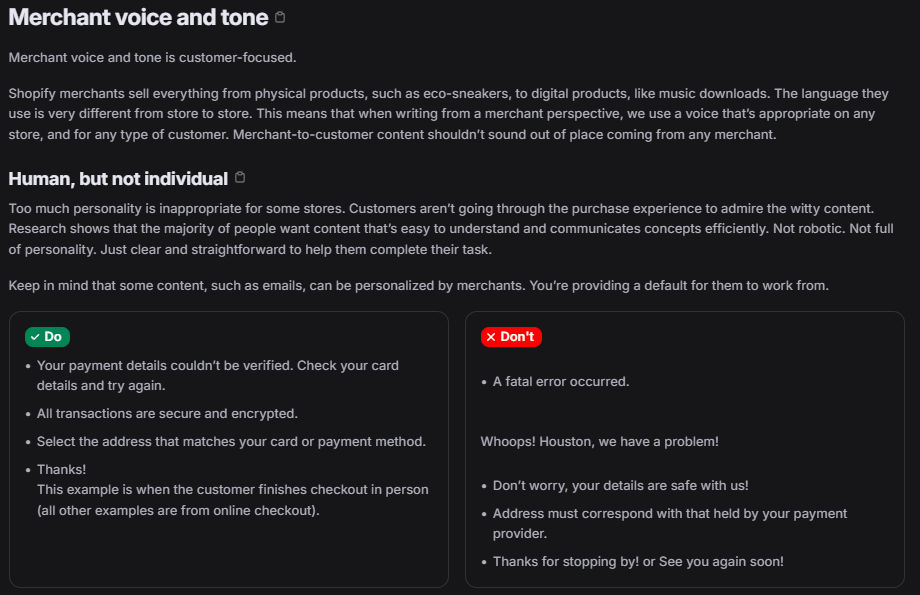 Merchant voice and tone
Merchant voice and tone is customer-focused.
Shopify merchants sell everything from physical products, such as eco-sneakers, to digital products, like music downloads. The language they
use is very different from store to store. This means that when writing from a merchant perspective, we use a voice that's appropriate on any
store, and for any type of customer. Merchant-to-customer content shouldn't sound out of place coming from any merchant.
Human, but not individual
Too much personality is inappropriate for some stores. Customers aren't going through the purchase experience to admire the witty content.
Research shows that the majority of people want content that's easy to understand and communicates concepts efficiently. Not robotic. Not full
of personality. Just clear and straightforward to help them complete their task.
Keep in mind that some content, such as emails, can be personalized by merchants. You're providing a default for them to work from.
✓ Do
• Your payment details couldn't be verified. Check your card
details and try again.
• All transactions are secure and encrypted.
• Select the address that matches your card or payment method.
• Thanks!
This example is when the customer finishes checkout in person
(all other examples are from online checkout).
✕ Don't
• A fatal error occurred.
Whoops! Houston, we have a problem!
• Don't worry, your details are safe with us!
• Address must correspond with that held by your payment
provider.
• Thanks for stopping by! or See you again soon!